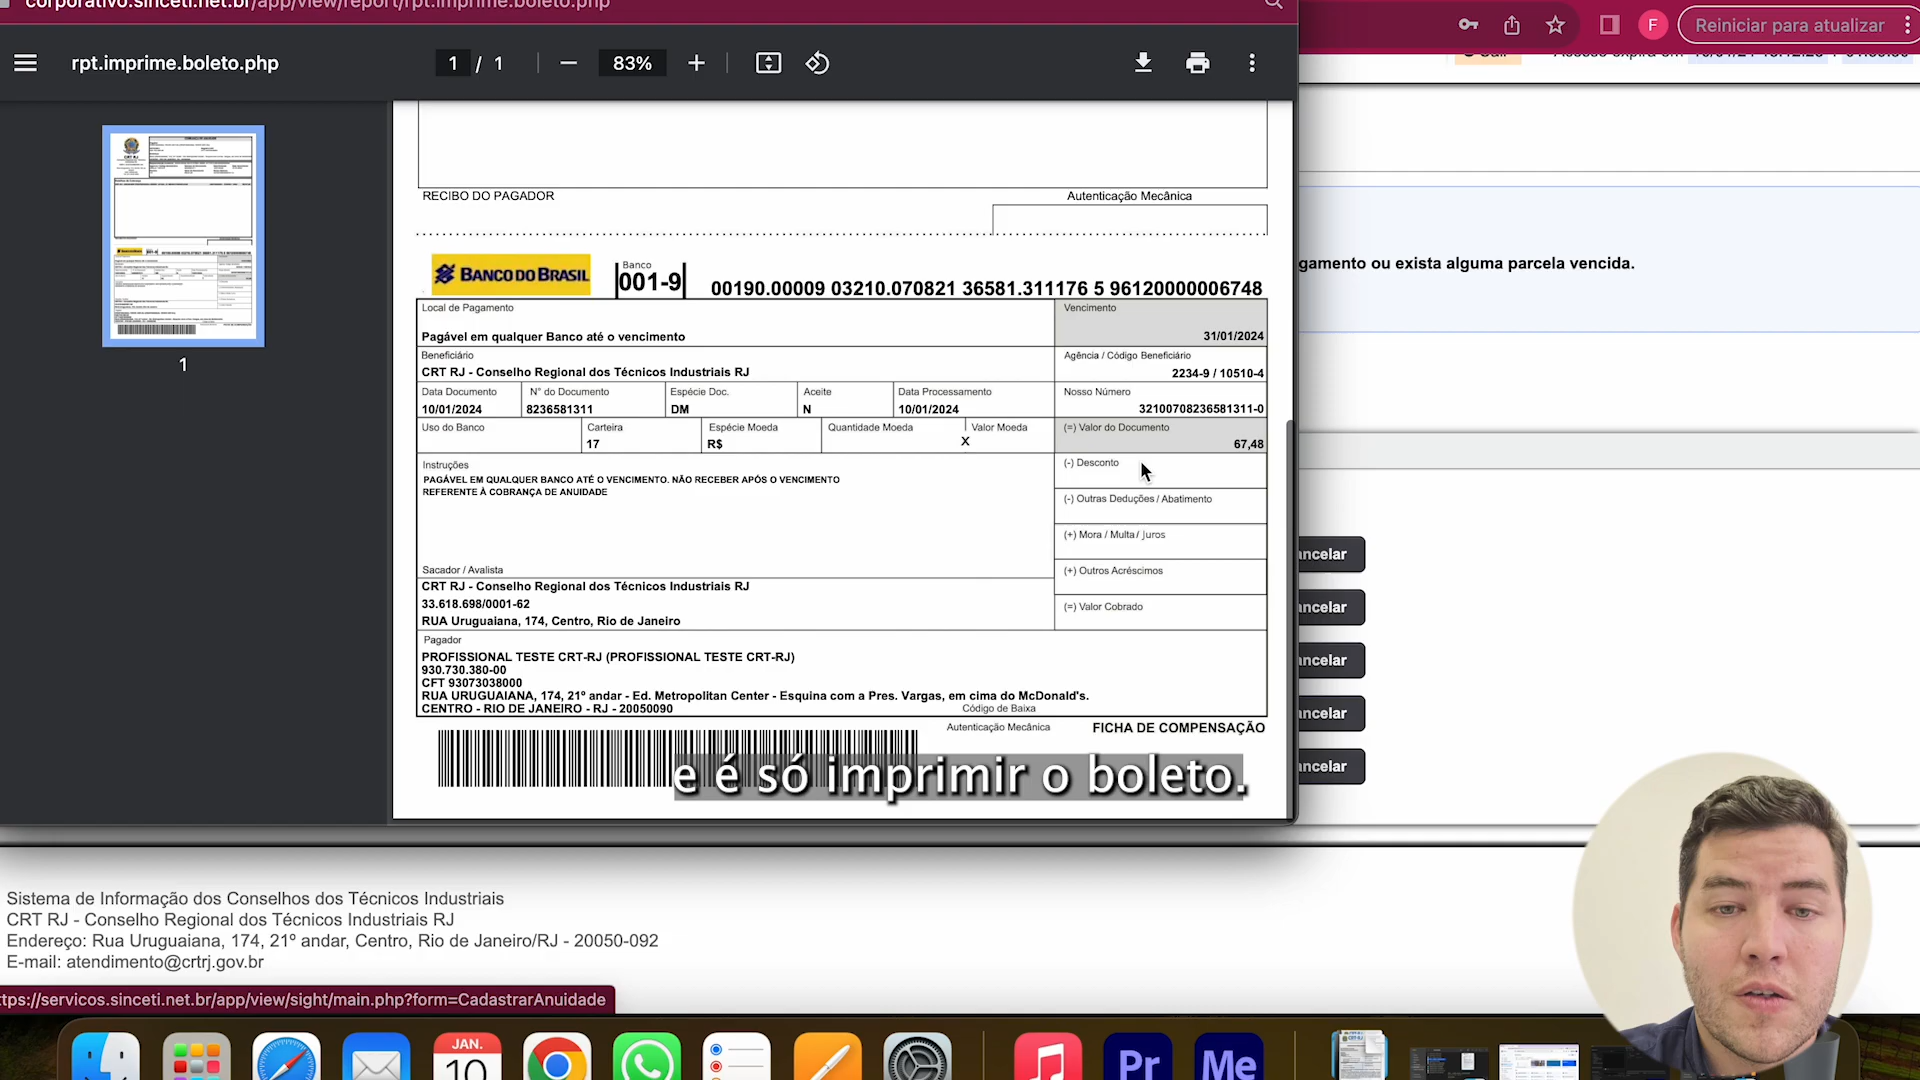 corporativo.sinceti.net.br/app/view/report/rpt.imprime.boleto.php
F
Reiniciar para atualizar
rpt.imprime.boleto.php
1 / 1
83%
RECIBO DO PAGADOR
Autenticação Mecânica
BANCO DO BRASIL
Banco
001-9
00190.00009 03210.070821 36581.311176 5 96120000006748
Local de Pagamento
Vencimento
Pagável em qualquer Banco até o vencimento
31/01/2024
Beneficiário
Agência / Código Beneficiário
CRT RJ - Conselho Regional dos Técnicos Industriais RJ
2234-9 / 10510-4
Data Documento
N° do Documento
Espécie Doc.
Aceite
Data Processamento
Nosso Número
10/01/2024
8236581311
DM
N
10/01/2024
32100708236581311-0
Uso do Banco
Carteira
Espécie Moeda
Quantidade Moeda
Valor Moeda
(=) Valor do Documento
17
R$
X
67,48
Instruções
(-) Desconto
PAGÁVEL EM QUALQUER BANCO ATÉ O VENCIMENTO. NÃO RECEBER APÓS O VENCIMENTO
REFERENTE À COBRANÇA DE ANUIDADE
(-) Outras Deduções / Abatimento
(+) Mora / Multa / Juros
Sacador / Avalista
(+) Outros Acréscimos
CRT RJ - Conselho Regional dos Técnicos Industriais RJ
33.618.698/0001-62
(=) Valor Cobrado
RUA Uruguaiana, 174, Centro, Rio de Janeiro
Pagador
PROFISSIONAL TESTE CRT-RJ (PROFISSIONAL TESTE CRT-RJ)
930.730.380-00
CFT 93073038000
RUA URUGUAIANA, 174, 21º andar - Ed. Metropolitan Center - Esquina com a Pres. Vargas, em cima do McDonald's.
CENTRO - RIO DE JANEIRO - RJ - 20050090
Código de Baixa
Autenticação Mecânica
FICHA DE COMPENSAÇÃO
e é só imprimir o boleto.
1
gamento ou exista alguma parcela vencida.
ancelar
ancelar
ancelar
ancelar
ancelar
Sistema de Informação dos Conselhos dos Técnicos Industriais
CRT RJ - Conselho Regional dos Técnicos Industriais RJ
Endereço: Rua Uruguaiana, 174, 21º andar, Centro, Rio de Janeiro/RJ - 20050-092
E-mail: atendimento@crtrj.gov.br
ttps://servicos.sinceti.net.br/app/view/sight/main.php?form=CadastrarAnuidade
JAN.
10
Pr
Me